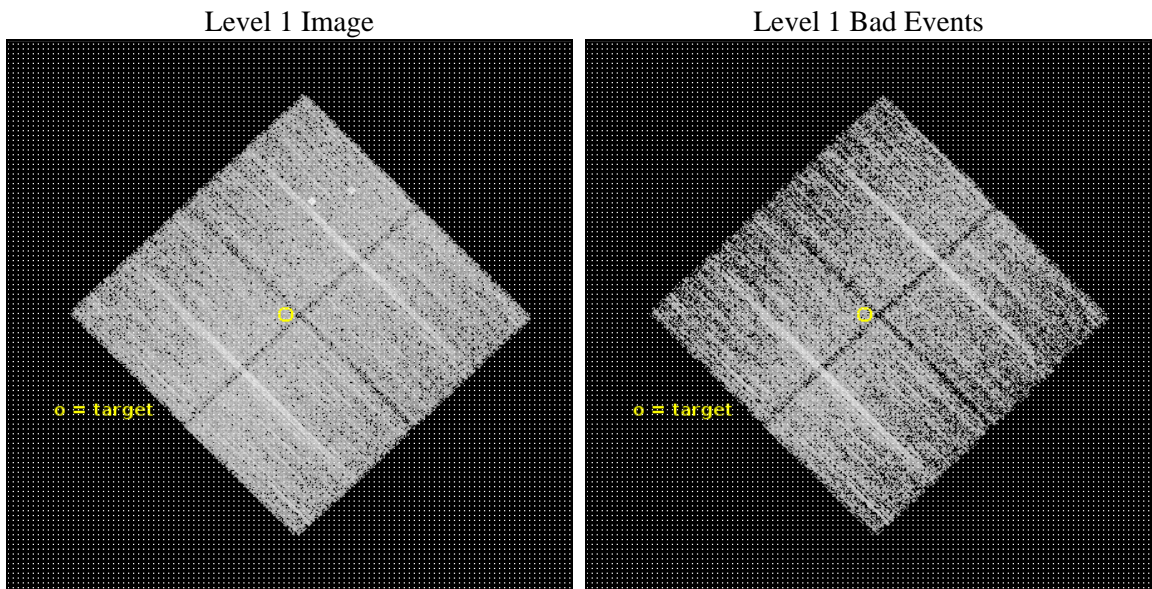 Level 1 Image
Level 1 Bad Events
o = target
o = target